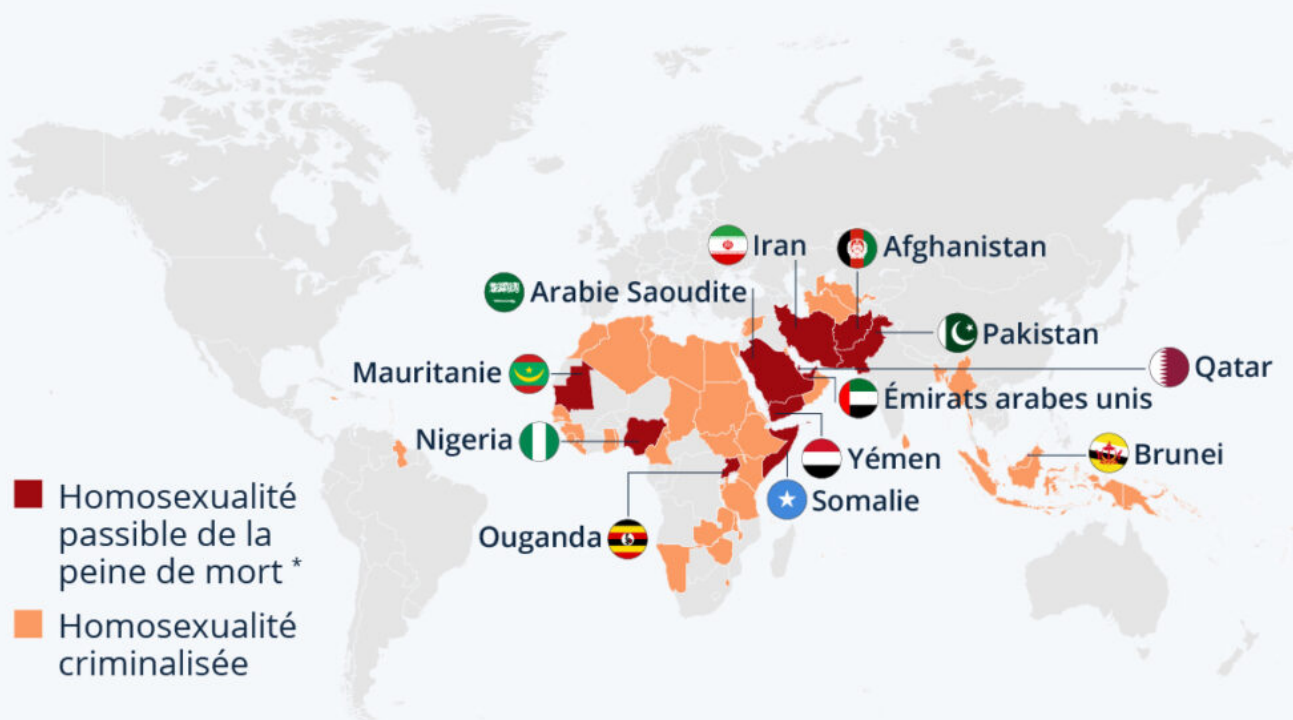 Iran
Afghanistan
Arabie Saoudite
Pakistan
Mauritanie
Qatar
Émirats arabes unis
Nigeria
Yémen
Brunei
Somalie
Ouganda
Homosexualité
passible de la
peine de mort *
Homosexualité
criminalisée